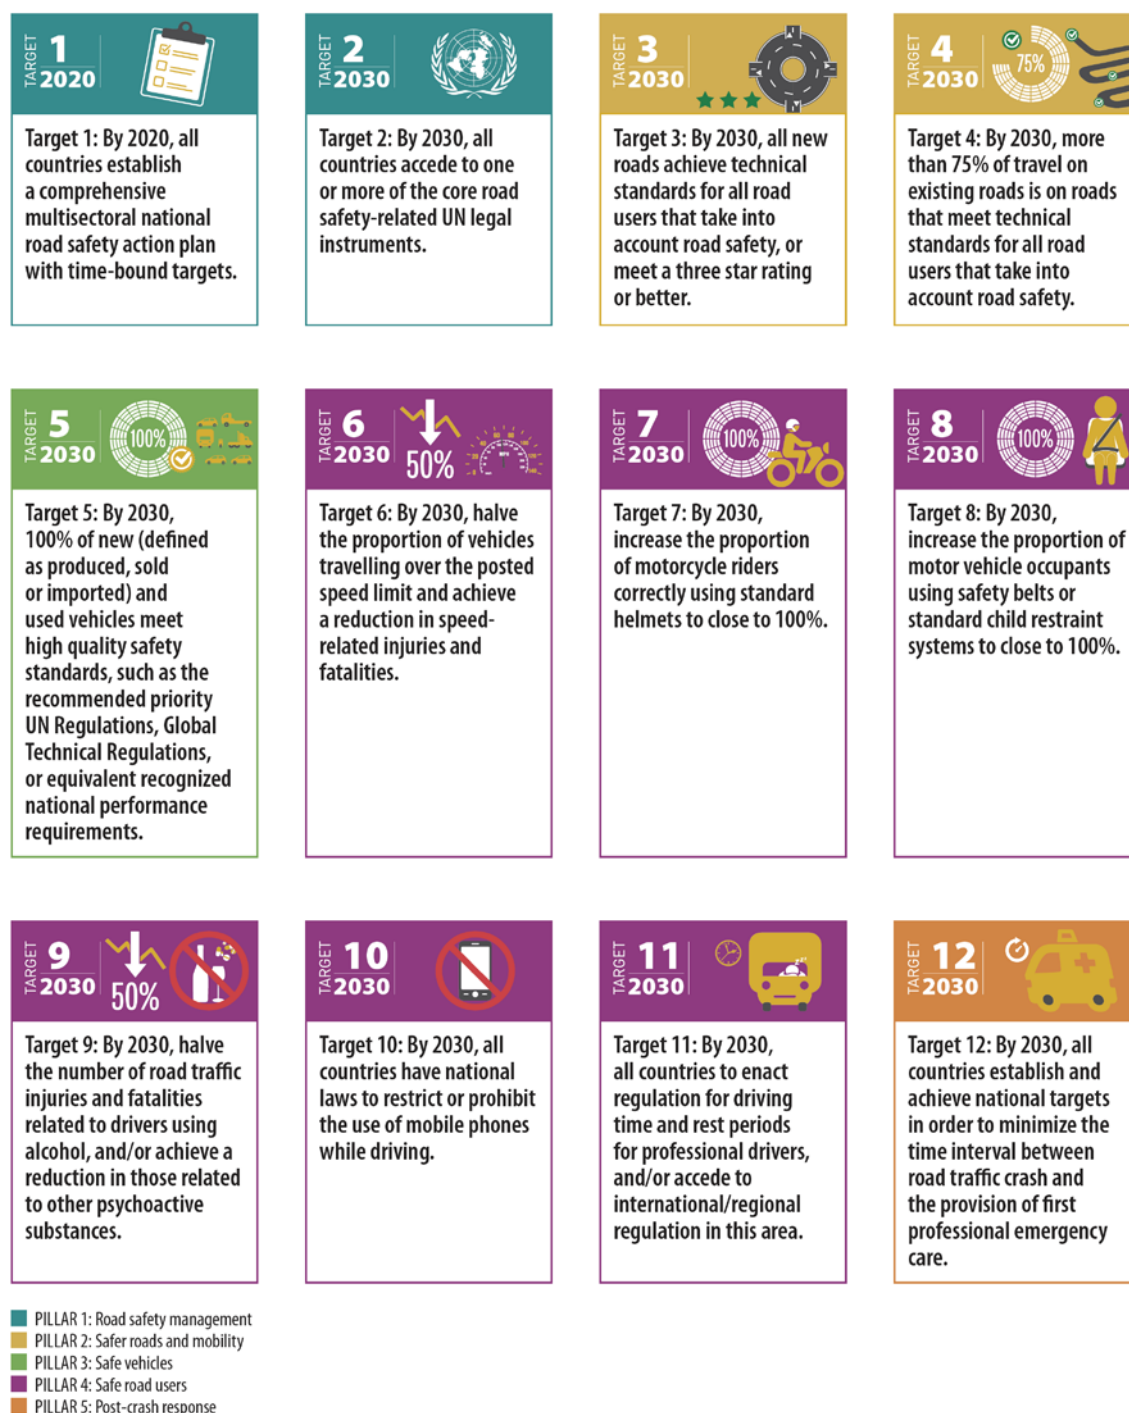 TARGET
1
2020
Target 1: By 2020, all
countries establish
a comprehensive
multisectoral national
road safety action plan
with time-bound targets.
TARGET
2
2030
Target 2: By 2030, all
countries accede to one
or more of the core road
safety-related UN legal
instruments.
TARGET
3
2030
Target 3: By 2030, all new
roads achieve technical
standards for all road
users that take into
account road safety, or
meet a three star rating
or better.
TARGET
4
2030
75%
Target 4: By 2030, more
than 75% of travel on
existing roads is on roads
that meet technical
standards for all road
users that take into
account road safety.
TARGET
5
2030
100%
Target 5: By 2030,
100% of new (defined
as produced, sold
or imported) and
used vehicles meet
high quality safety
standards, such as the
recommended priority
UN Regulations, Global
Technical Regulations,
or equivalent recognized
national performance
requirements.
TARGET
6
2030
50%
Target 6: By 2030, halve
the proportion of vehicles
travelling over the posted
speed limit and achieve
a reduction in speed-
related injuries and
fatalities.
TARGET
7
2030
100%
Target 7: By 2030,
increase the proportion
of motorcycle riders
correctly using standard
helmets to close to 100%.
TARGET
8
2030
100%
Target 8: By 2030,
increase the proportion of
motor vehicle occupants
using safety belts or
standard child restraint
systems to close to 100%.
TARGET
9
2030
50%
Target 9: By 2030, halve
the number of road traffic
injuries and fatalities
related to drivers using
alcohol, and/or achieve a
reduction in those related
to other psychoactive
substances.
TARGET
10
2030
Target 10: By 2030, all
countries have national
laws to restrict or prohibit
the use of mobile phones
while driving.
TARGET
11
2030
Target 11: By 2030,
all countries to enact
regulation for driving
time and rest periods
for professional drivers,
and/or accede to
international/regional
regulation in this area.
TARGET
12
2030
Target 12: By 2030, all
countries establish and
achieve national targets
in order to minimize the
time interval between
road traffic crash and
the provision of first
professional emergency
care.
PILLAR 1: Road safety management
PILLAR 2: Safer roads and mobility
PILLAR 3: Safe vehicles
PILLAR 4: Safe road users
PILLAR 5: Post-crash response